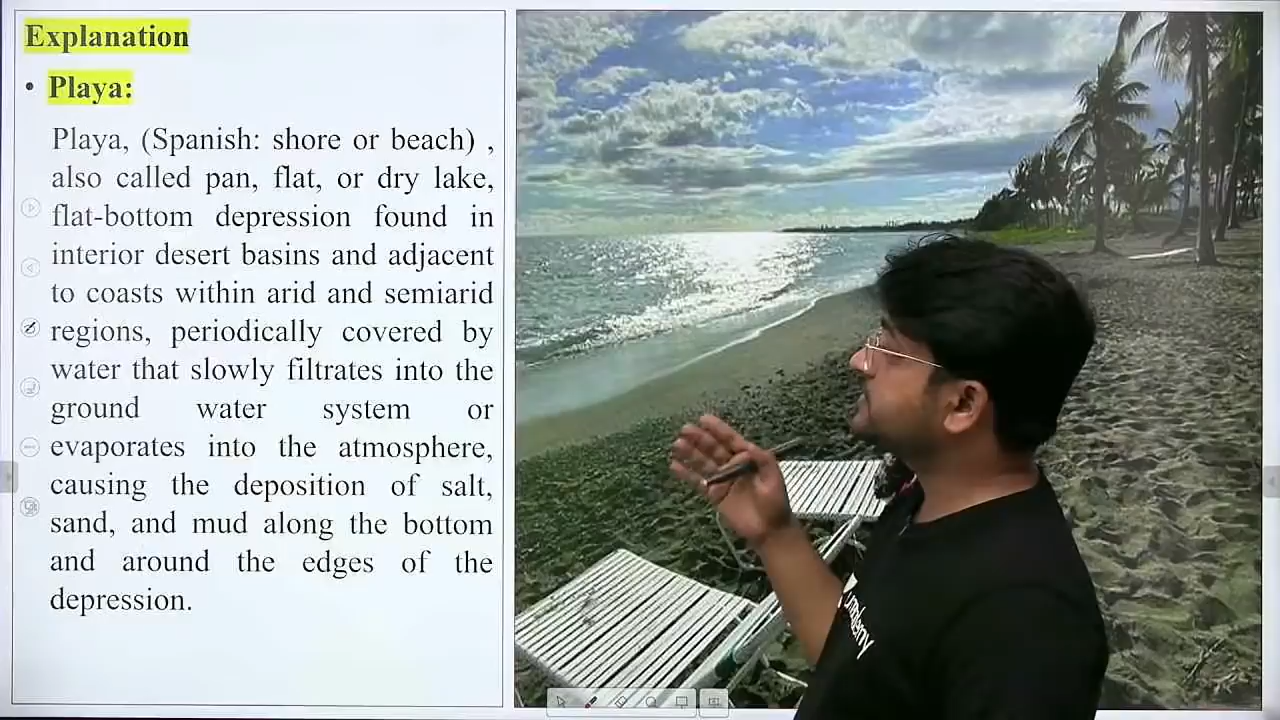 Explanation
• Playa:
Playa, (Spanish: shore or beach) ,
also called pan, flat, or dry lake,
flat-bottom depression found in
interior desert basins and adjacent
to coasts within arid and semiarid
regions, periodically covered by
water that slowly filtrates into the
ground water system or
evaporates into the atmosphere,
causing the deposition of salt,
sand, and mud along the bottom
and around the edges of the
depression.